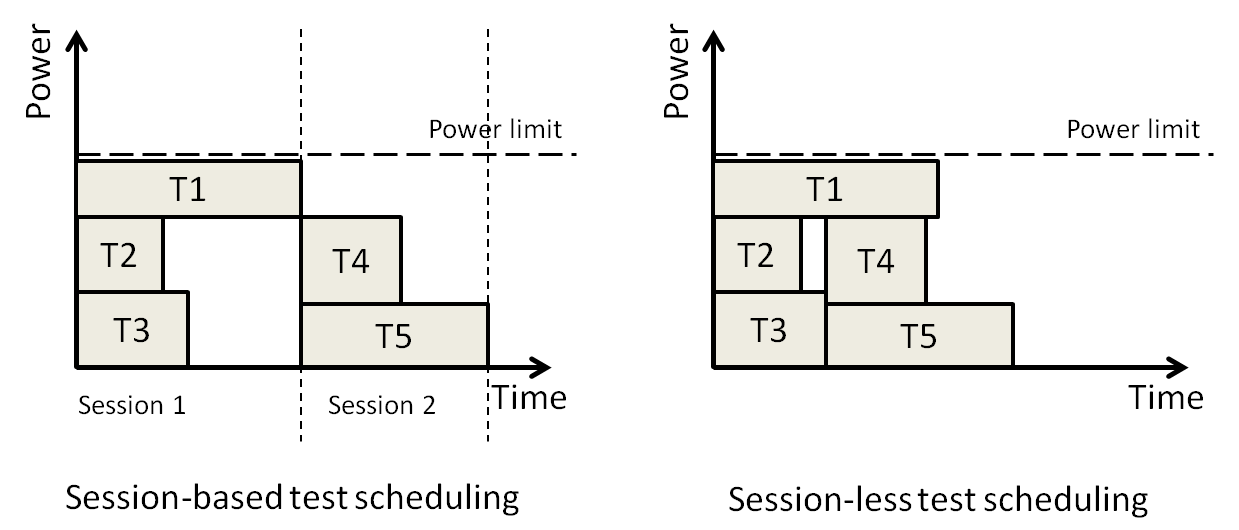 Power
Power limit
T1
T2
T4
T3
T5
Time
Session 1
Session 2
Session-based test scheduling
Power
Power limit
T1
T2
T4
T3
T5
Time
Session-less test scheduling